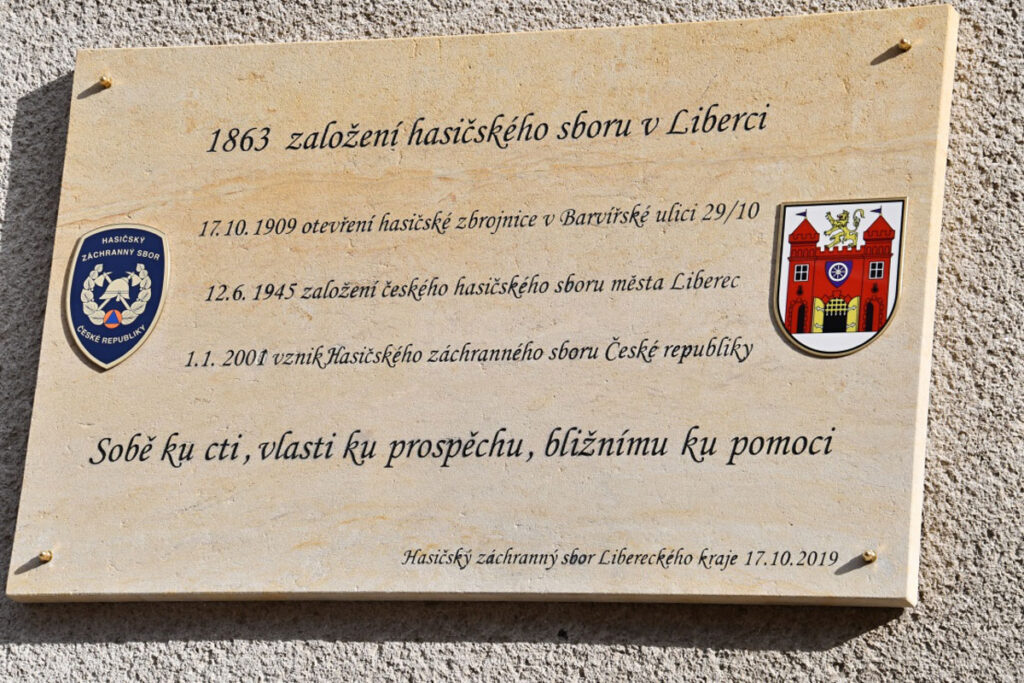 1863 založení hasičského sboru v Liberci
17.10.1909 otevření hasičské zbrojnice v Barvířské ulici 29/10
HASIČSKÝ
ZÁCHRANNÝ SBOR
ČESKÉ REPUBLIKY
12.6. 1945 založení českého hasičského sboru města Liberec
1.1. 2001 vznik Hasičského záchranného sboru České republiky
Sobě ku cti, vlasti ku prospěchu, bližnímu ku pomoci
Hasičský záchranný sbor Libereckého kraje 17.10.2019